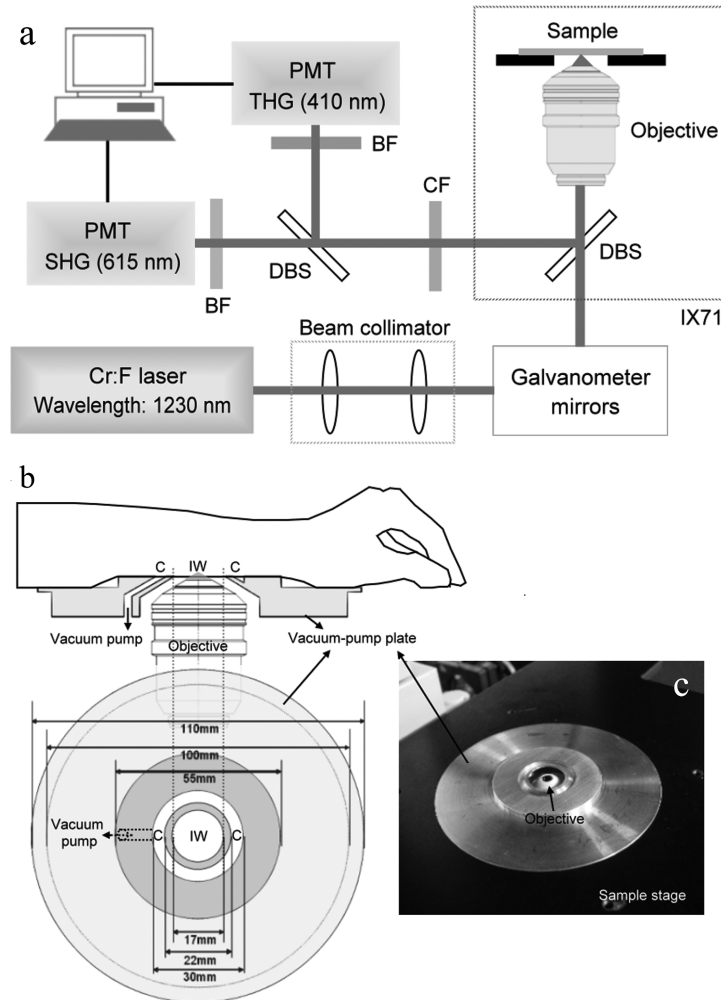 a
PMT
THG (410 nm)
BF
Sample
Objective
CF
PMT
SHG (615 nm)
BF
DBS
DBS
IX71
Beam collimator
Cr:F laser
Wavelength: 1230 nm
Galvanometer
mirrors
b
C IW C
Vacuum pump
Objective
Vacuum-pump plate
110mm
100mm
55mm
Vacuum
pump
C IW C
17mm
22mm
30mm
c
Objective
Sample stage